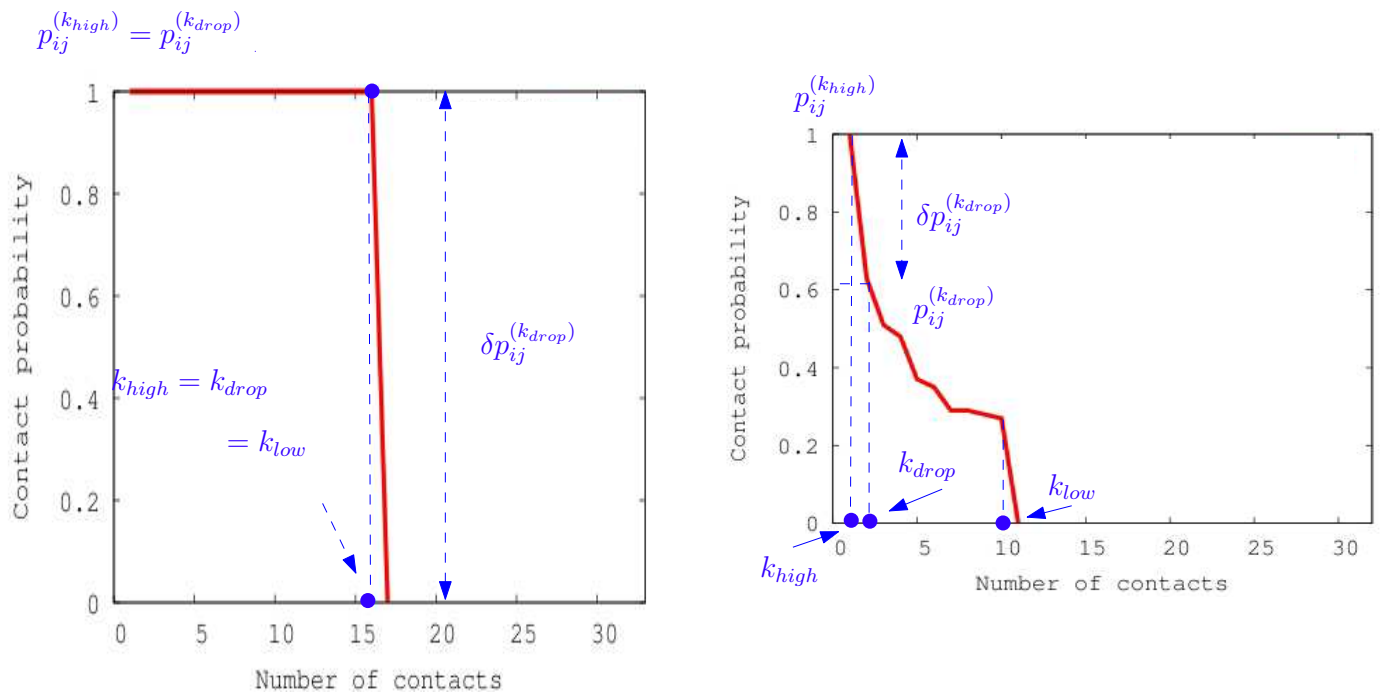 p_{ij}^{(k_{high})} = p_{ij}^{(k_{drop})}
1
0.8
0.6
0.4
0.2
0
Contact probability
k_{high} = k_{drop}
= k_{low}
δp_{ij}^{(k_{drop})}
0 5 10 15 20 25 30
Number of contacts
p_{ij}^{(k_{high})}
1
0.8
0.6
0.4
0.2
0
Contact probability
δp_{ij}^{(k_{drop})}
p_{ij}^{(k_{drop})}
k_{drop}
k_{low}
k_{high}
0 5 10 15 20 25 30
Number of contacts